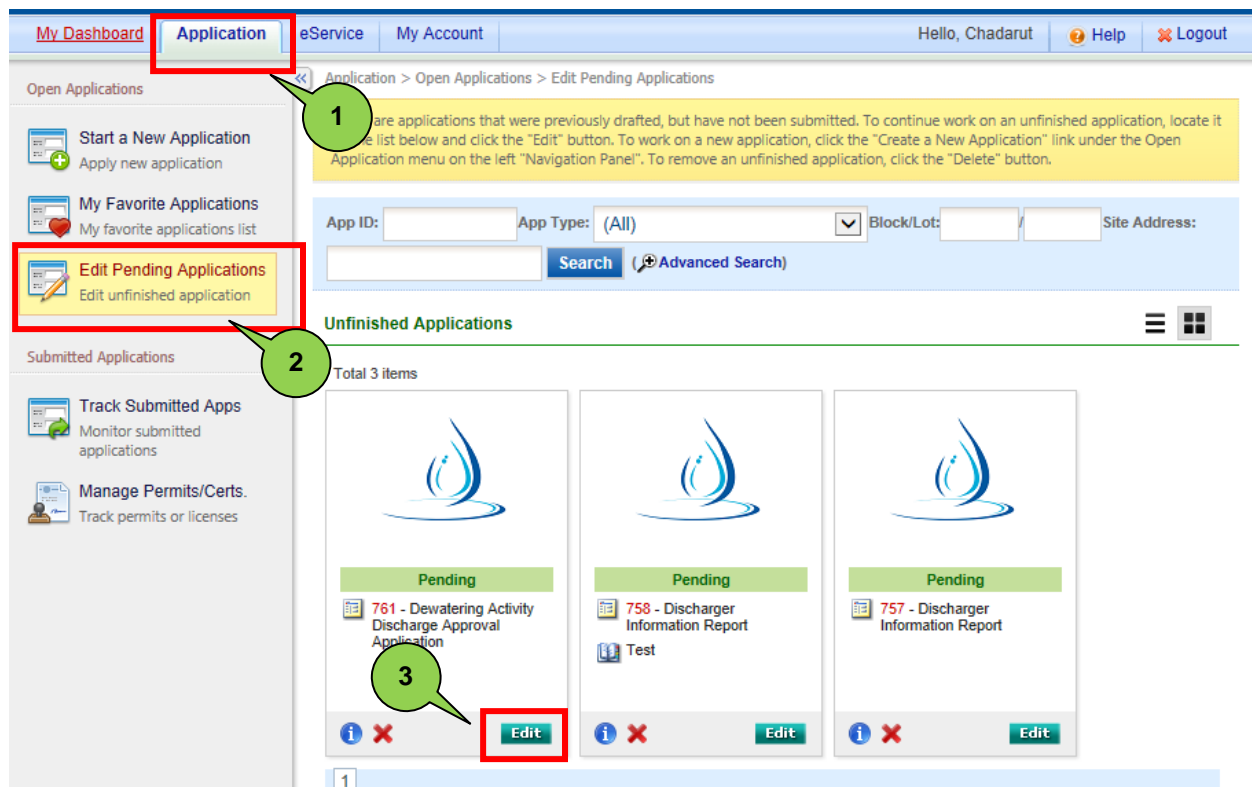 My Dashboard Application eService My Account Hello, Chadarut Help Logout
Open Applications
Application > Open Applications > Edit Pending Applications
1
are applications that were previously drafted, but have not been submitted. To continue work on an unfinished application, locate it
list below and click the "Edit" button. To work on a new application, click the "Create a New Application" link under the Open
Application menu on the left "Navigation Panel". To remove an unfinished application, click the "Delete" button.
Start a New Application
Apply new application
My Favorite Applications
My favorite applications list
Edit Pending Applications
Edit unfinished application
2
Submitted Applications
Track Submitted Apps
Monitor submitted
applications
Manage Permits/Certs.
Track permits or licenses
App ID: App Type: (All) Block/Lot: / Site Address:
Search (Advanced Search)
Unfinished Applications
Total 3 items
Pending
761 - Dewatering Activity
Discharge Approval
Application
3
Edit
Pending
758 - Discharger
Information Report
Test
Edit
Pending
757 - Discharger
Information Report
Edit
1